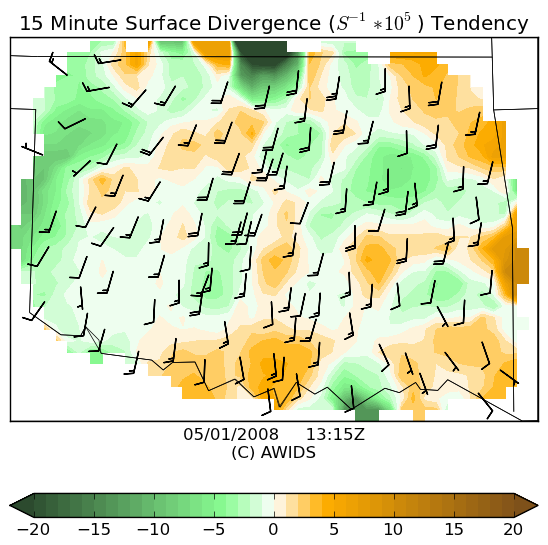 15 Minute Surface Divergence (S⁻¹ *10⁵ ) Tendency
05/01/2008 13:15Z
(C) AWIDS
−20 −15 −10 −5 0 5 10 15 20